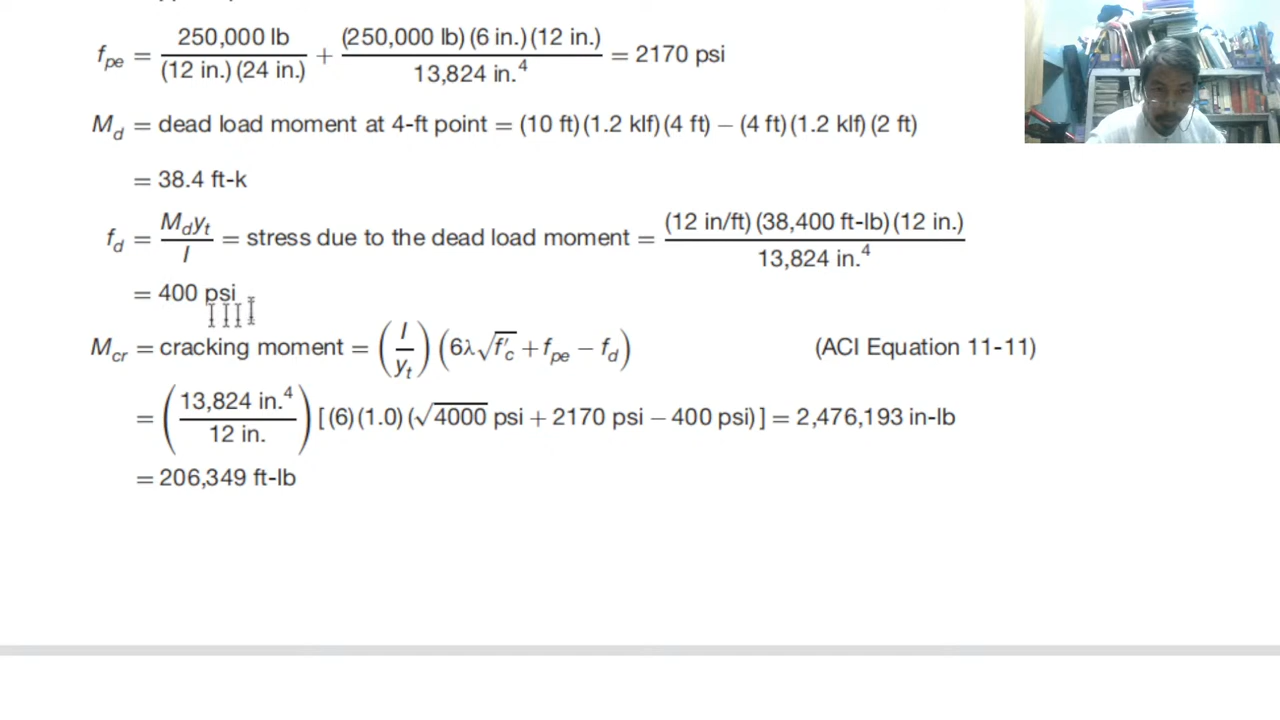 f_pe = 250,000 lb / (12 in.) (24 in.) + (250,000 lb) (6 in.) (12 in.) / 13,824 in.⁴ = 2170 psi
M_d = dead load moment at 4-ft point = (10 ft) (1.2 klf) (4 ft) − (4 ft) (1.2 klf) (2 ft)
= 38.4 ft-k
f_d = M_d y_t / I = stress due to the dead load moment = (12 in/ft) (38,400 ft-lb) (12 in.) / 13,824 in.⁴
= 400 psi
M_cr = cracking moment = (I / y_t) (6λ√f′_c + f_pe − f_d) (ACI Equation 11-11)
= (13,824 in.⁴ / 12 in.) [ (6) (1.0) (√4000 psi + 2170 psi − 400 psi) ] = 2,476,193 in-lb
= 206,349 ft-lb